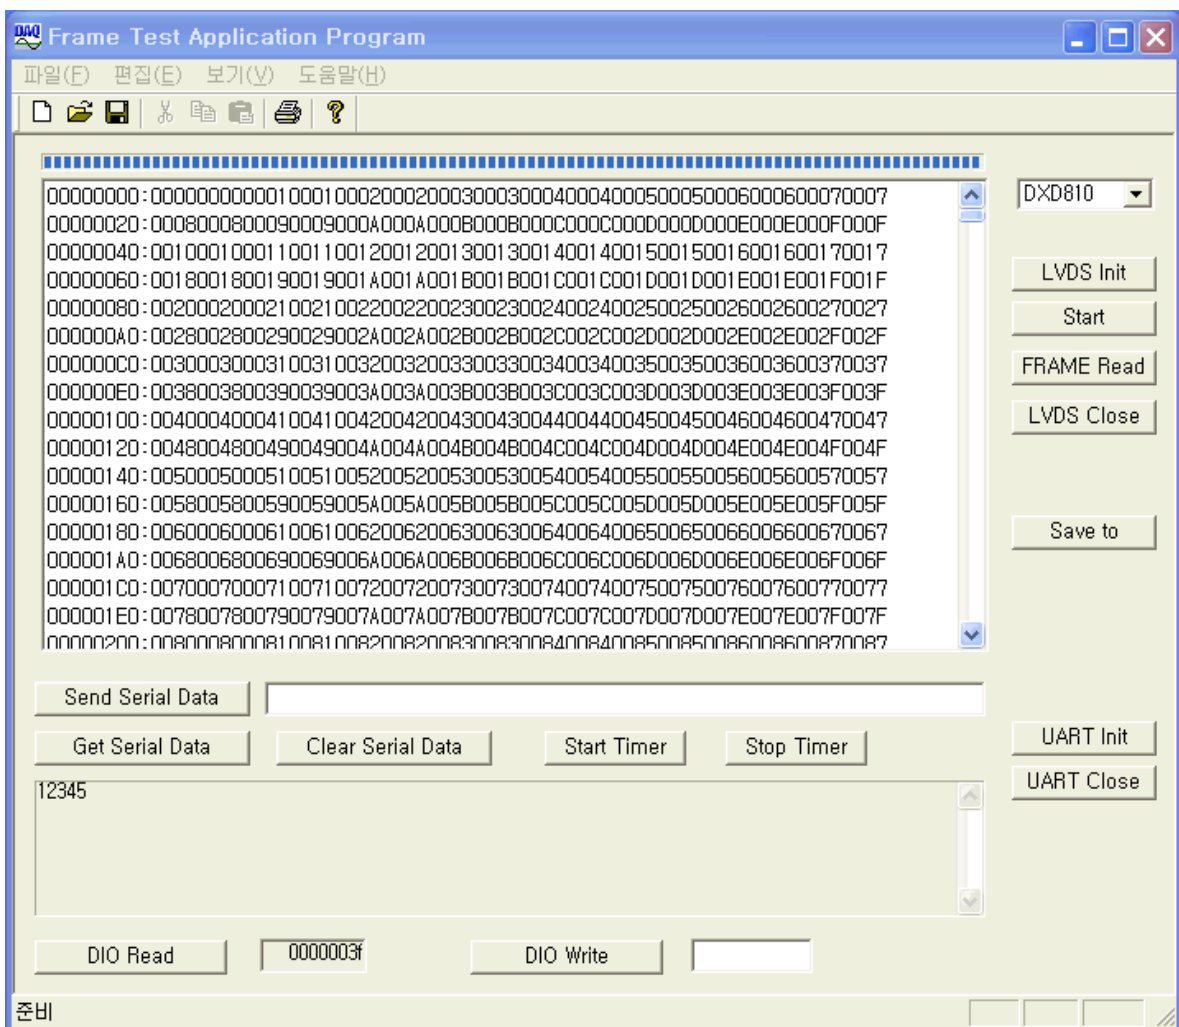 DAQ Frame Test Application Program
파일(F) 편집(E) 보기(V) 도움말(H)
00000000:0000000000010001000200020003000300040004000500050006000600070007
DXD810
00000020:0008000800090009000A000A000B000B000C000C000D000D000E000E000F000F
00000040:0010001000110011001200120013001300140014001500150016001600170017
00000060:0018001800190019001A001A001B001B001C001C001D001D001E001E001F001F
LVDS Init
00000080:0020002000210021002200220023002300240024002500250026002600270027
Start
000000A0:0028002800290029002A002A002B002B002C002C002D002D002E002E002F002F
000000C0:0030003000310031003200320033003300340034003500350036003600370037
FRAME Read
000000E0:0038003800390039003A003A003B003B003C003C003D003D003E003E003F003F
00000100:0040004000410041004200420043004300440044004500450046004600470047
LVDS Close
00000120:0048004800490049004A004A004B004B004C004C004D004D004E004E004F004F
00000140:0050005000510051005200520053005300540054005500550056005600570057
00000160:0058005800590059005A005A005B005B005C005C005D005D005E005E005F005F
00000180:0060006000610061006200620063006300640064006500650066006600670067
Save to
000001A0:0068006800690069006A006A006B006B006C006C006D006D006E006E006F006F
000001C0:0070007000710071007200720073007300740074007500750076007600770077
000001E0:0078007800790079007A007A007B007B007C007C007D007D007E007E007F007F
00000200:0080008000810081008200820083008300840084008500850086008600870087
Send Serial Data
Get Serial Data Clear Serial Data Start Timer Stop Timer
UART Init
UART Close
12345
DIO Read 0000003f DIO Write
준비